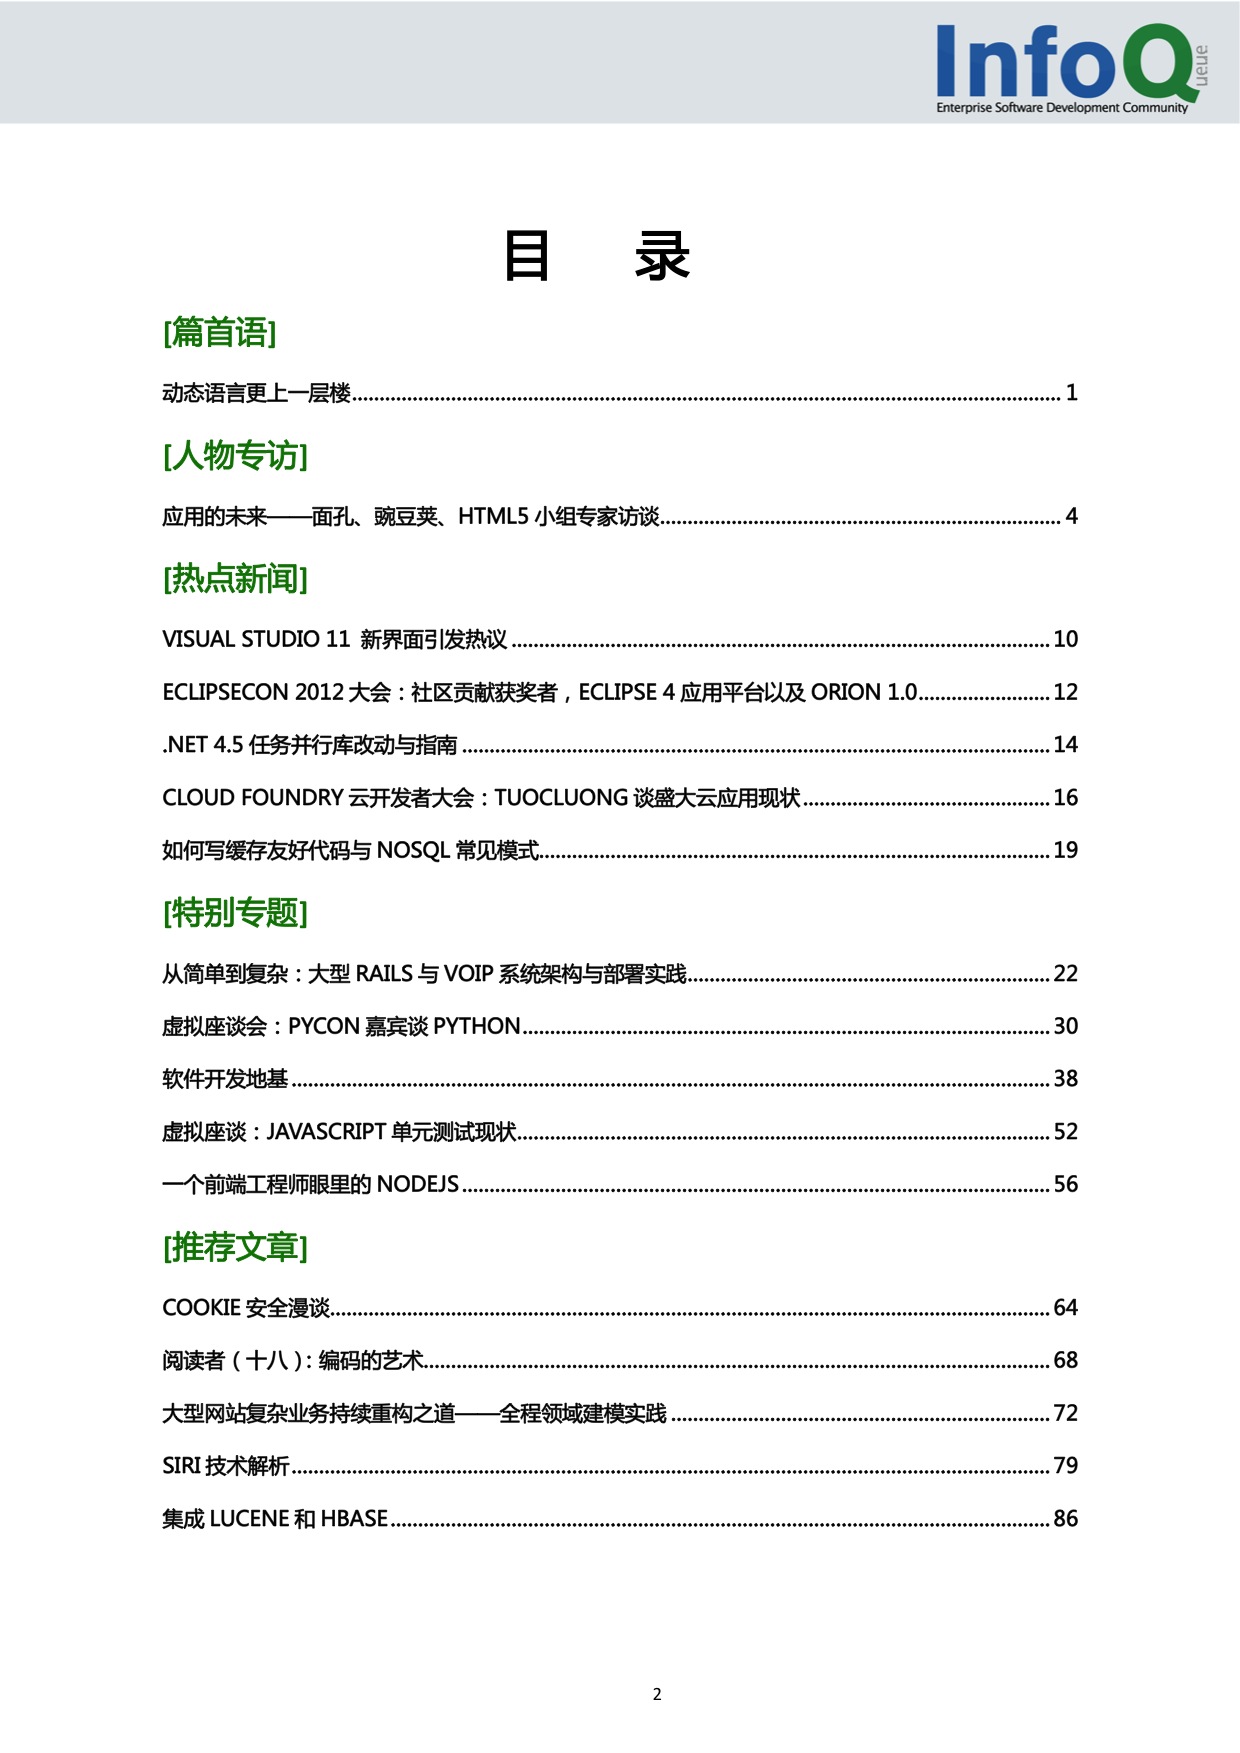 InfoQueue
Enterprise Software Development Community
目 录
[篇首语]
动态语言更上一层楼 1
[人物专访]
应用的未来——面孔、豌豆荚、HTML5 小组专家访谈 4
[热点新闻]
VISUAL STUDIO 11 新界面引发热议 10
ECLIPSECON 2012 大会：社区贡献获奖者，ECLIPSE 4 应用平台以及 ORION 1.0 12
.NET 4.5 任务并行库改动与指南 14
CLOUD FOUNDRY 云开发者大会：TUOCLUONG 谈盛大云应用现状 16
如何写缓存友好代码与 NOSQL 常见模式 19
[特别专题]
从简单到复杂：大型 RAILS 与 VOIP 系统架构与部署实践 22
虚拟座谈会：PYCON 嘉宾谈 PYTHON 30
软件开发地基 38
虚拟座谈：JAVASCRIPT 单元测试现状 52
一个前端工程师眼里的 NODEJS 56
[推荐文章]
COOKIE 安全漫谈 64
阅读者（十八）：编码的艺术 68
大型网站复杂业务持续重构之道——全程领域建模实践 72
SIRI 技术解析 79
集成 LUCENE 和 HBASE 86
2